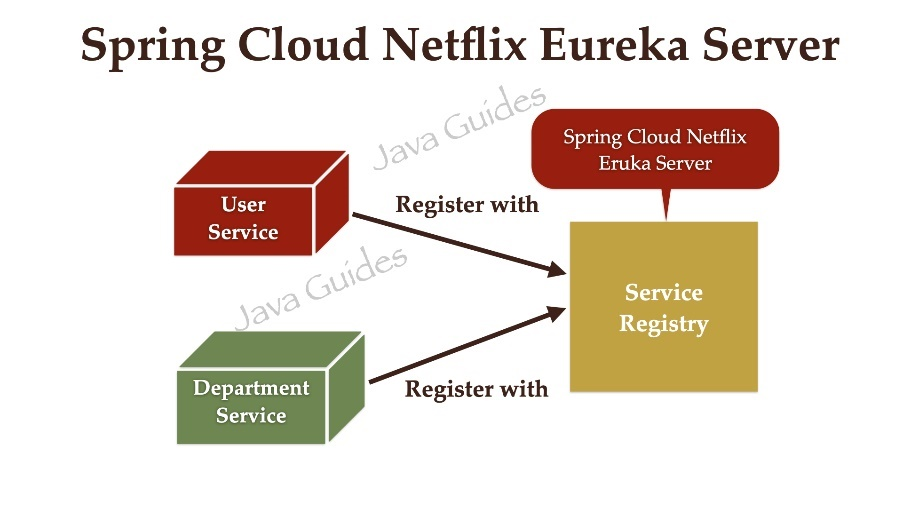 Spring Cloud Netflix Eureka Server
Java Guides
Spring Cloud Netflix
Eruka Server
User
Service
Register with
Java Guides
Service
Registry
Department
Service
Register with